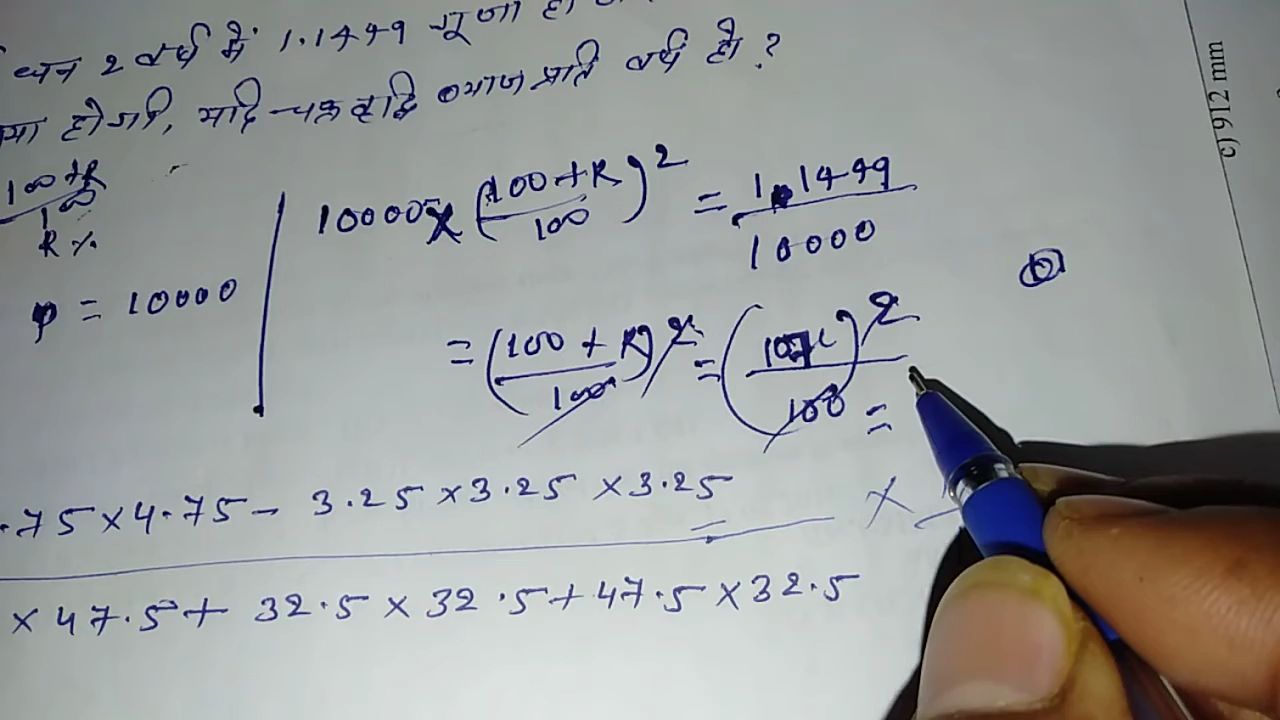 धन 2 वर्ष में 1.1449 गूना हो
होगी, यदि चक्रवृद्धि ब्याज प्रति वर्ष हो ?
100+R
100
R %
P = 10000
10000 × (100+R / 100)² = 1.1449 / 10000
= (100 + R / 100)² = ( / 100)² =
.75 × 4.75 - 3.25 × 3.25 × 3.25
× 47.5 + 32.5 × 32.5 + 47.5 × 32.5
c) 912 mm